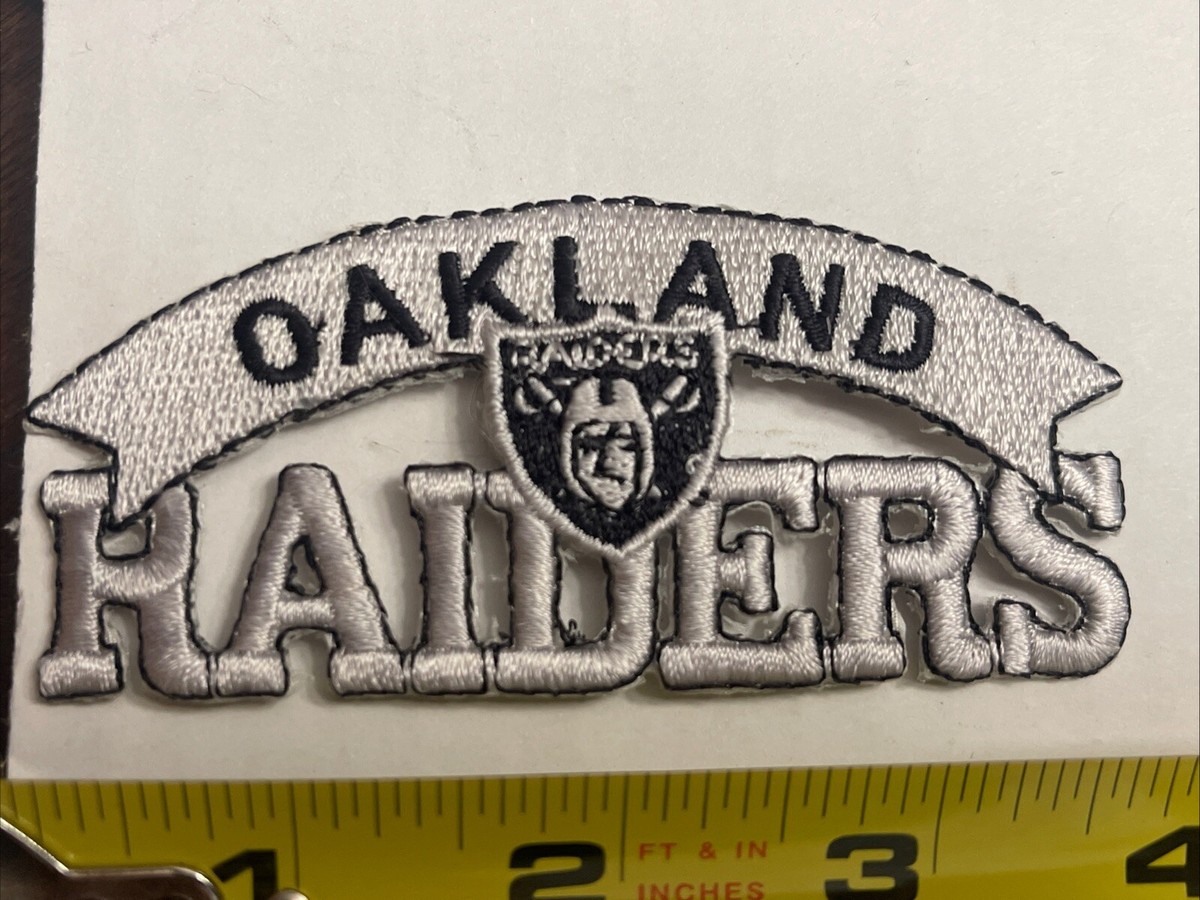 OAKLAND
RAIDERS
RAIDERS
1 2 FT & IN 3 4
INCHES